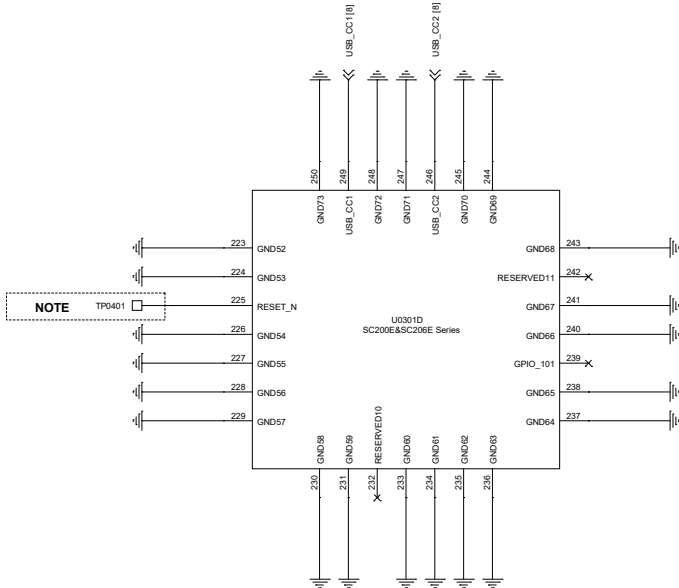 USB_CC1 [8]
USB_CC2 [8]
250
249
248
247
246
245
244
GND73
USB_CC1
GND72
GND71
USB_CC2
GND70
GND69
223 GND52
224 GND53
NOTE TP0401 225 RESET_N
226 GND54
227 GND55
228 GND56
229 GND57
U0301D
SC200E&SC206E Series
GND68 243
RESERVED11 242
GND67 241
GND66 240
GPIO_101 239
GND65 238
GND64 237
GND58
GND59
RESERVED10
GND60
GND61
GND62
GND63
230
231
232
233
234
235
236